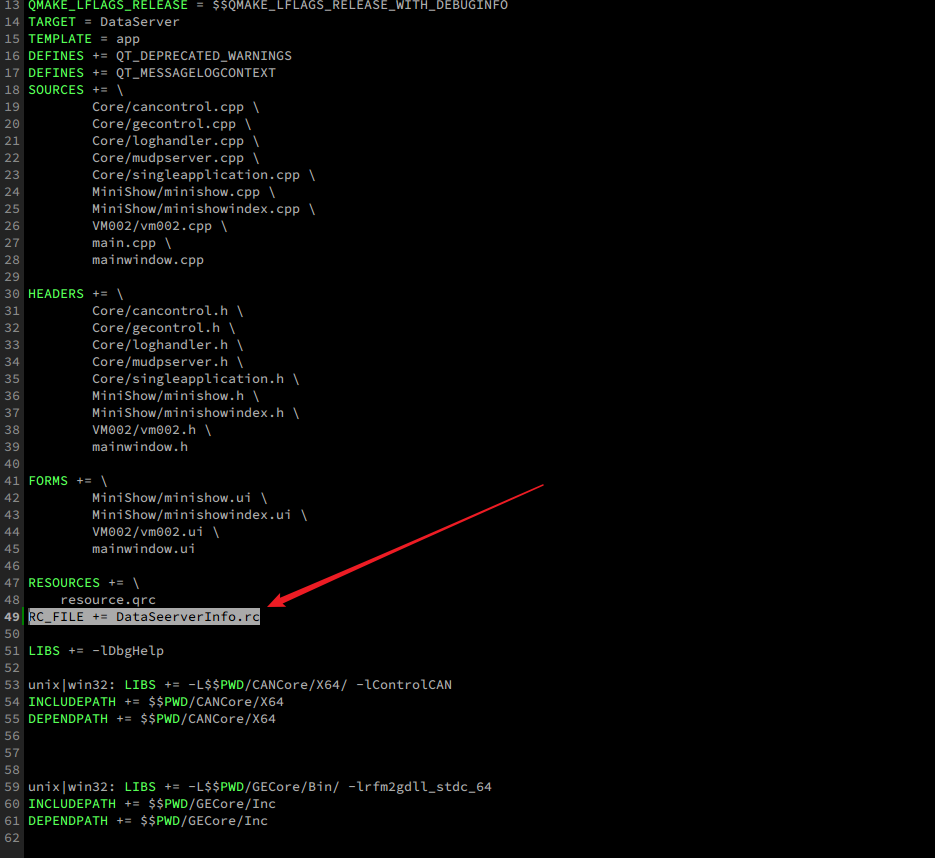 13 QMAKE_LFLAGS_RELEASE = $$QMAKE_LFLAGS_RELEASE_WITH_DEBUGINFO
14 TARGET = DataServer
15 TEMPLATE = app
16 DEFINES += QT_DEPRECATED_WARNINGS
17 DEFINES += QT_MESSAGELOGCONTEXT
18 SOURCES += \
19 Core/cancontrol.cpp \
20 Core/gecontrol.cpp \
21 Core/loghandler.cpp \
22 Core/mudpserver.cpp \
23 Core/singleapplication.cpp \
24 MiniShow/minishow.cpp \
25 MiniShow/minishowindex.cpp \
26 VM002/vm002.cpp \
27 main.cpp \
28 mainwindow.cpp
29
30 HEADERS += \
31 Core/cancontrol.h \
32 Core/gecontrol.h \
33 Core/loghandler.h \
34 Core/mudpserver.h \
35 Core/singleapplication.h \
36 MiniShow/minishow.h \
37 MiniShow/minishowindex.h \
38 VM002/vm002.h \
39 mainwindow.h
40
41 FORMS += \
42 MiniShow/minishow.ui \
43 MiniShow/minishowindex.ui \
44 VM002/vm002.ui \
45 mainwindow.ui
46
47 RESOURCES += \
48 resource.qrc
49 RC_FILE += DataSeerverInfo.rc
50
51 LIBS += -lDbgHelp
52
53 unix|win32: LIBS += -L$$PWD/CANCore/X64/ -lControlCAN
54 INCLUDEPATH += $$PWD/CANCore/X64
55 DEPENDPATH += $$PWD/CANCore/X64
56
57
58
59 unix|win32: LIBS += -L$$PWD/GECore/Bin/ -lrfm2gdll_stdc_64
60 INCLUDEPATH += $$PWD/GECore/Inc
61 DEPENDPATH += $$PWD/GECore/Inc
62